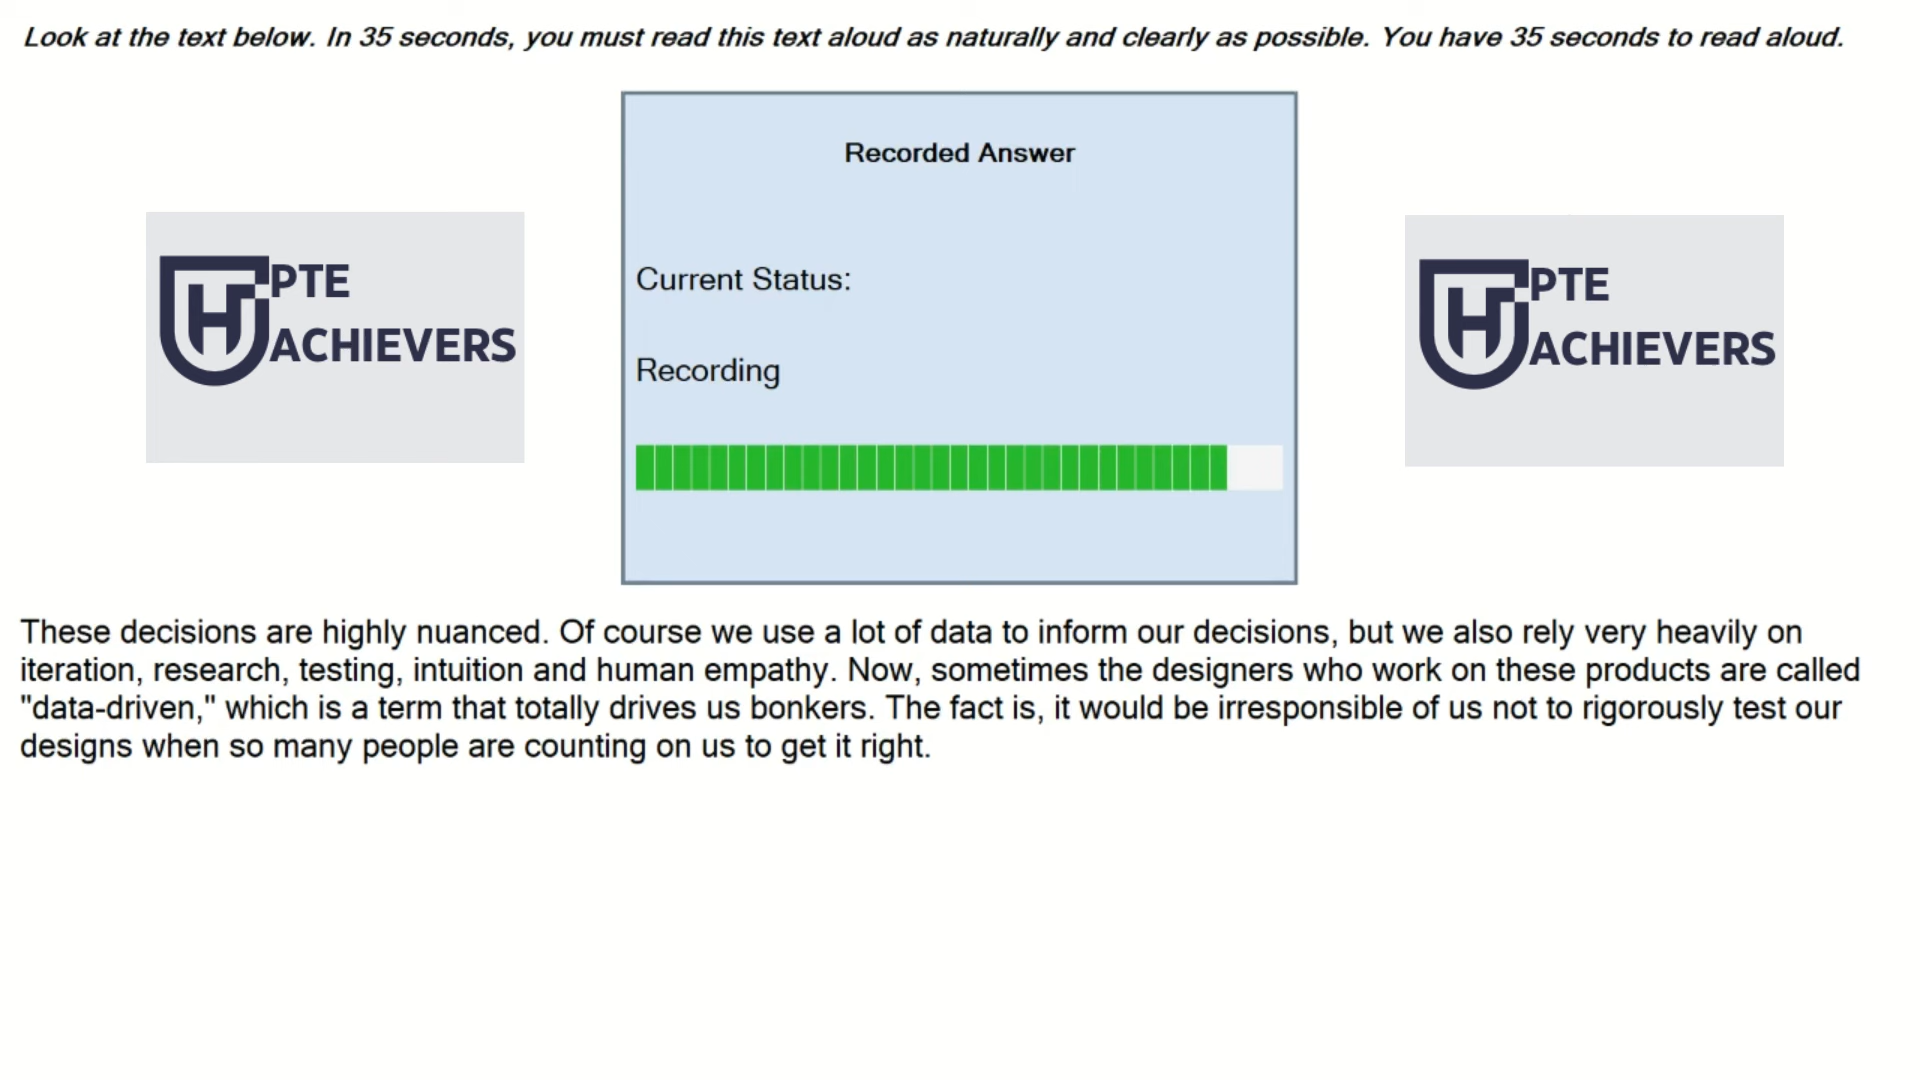 Look at the text below. In 35 seconds, you must read this text aloud as naturally and clearly as possible. You have 35 seconds to read aloud.
Recorded Answer
PTE
ACHIEVERS
Current Status:
Recording
PTE
ACHIEVERS
These decisions are highly nuanced. Of course we use a lot of data to inform our decisions, but we also rely very heavily on
iteration, research, testing, intuition and human empathy. Now, sometimes the designers who work on these products are called
"data-driven," which is a term that totally drives us bonkers. The fact is, it would be irresponsible of us not to rigorously test our
designs when so many people are counting on us to get it right.